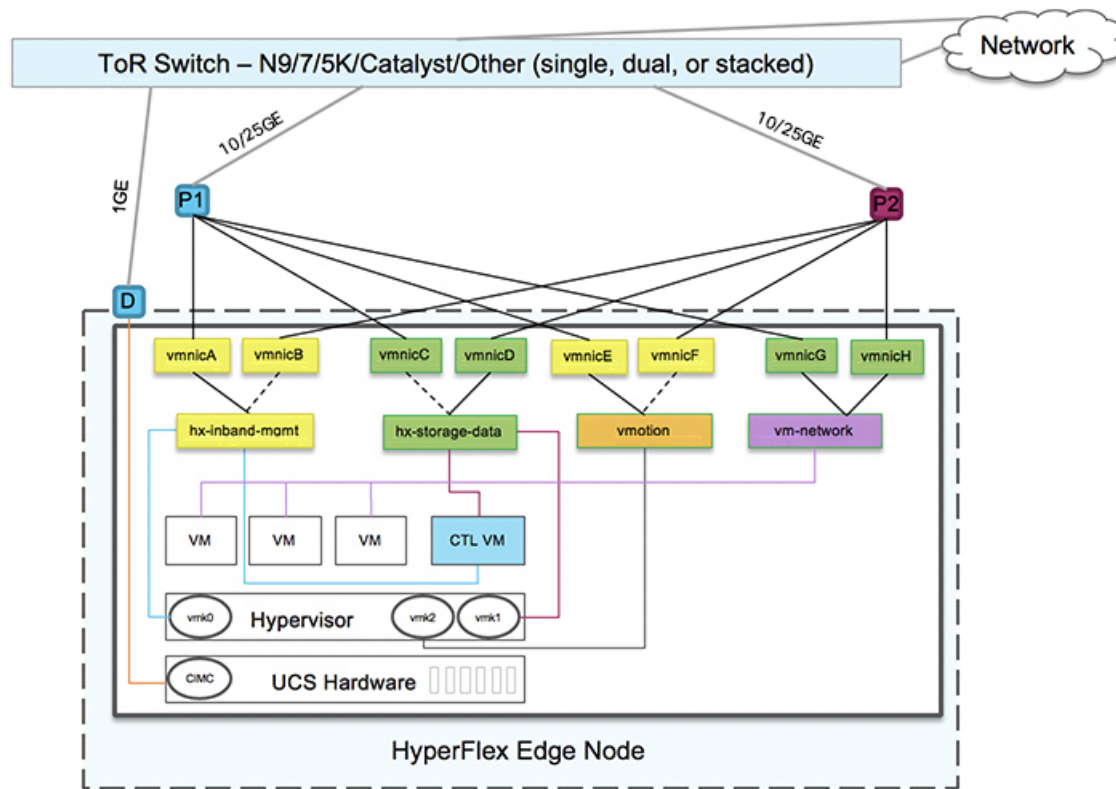 Network
ToR Switch – N9/7/5K/Catalyst/Other (single, dual, or stacked)
10/25GE
10/25GE
1GE
P1
P2
D
vmnicA
vmnicB
vmnicC
vmnicD
vmnicE
vmnicF
vmnicG
vmnicH
hx-inband-mgmt
hx-storage-data
vmotion
vm-network
VM
VM
VM
CTL VM
vmk0
Hypervisor
vmk2
vmk1
CIMC
UCS Hardware
HyperFlex Edge Node